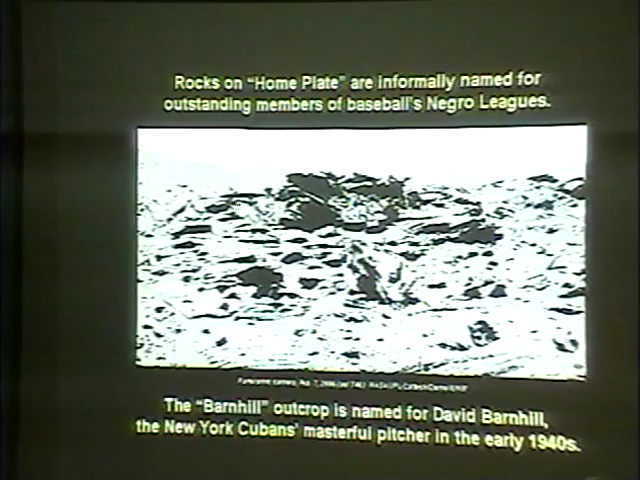 Rocks on "Home Plate" are informally named for
outstanding members of baseball's Negro Leagues.
The "Barnhill" outcrop is named for David Barnhill,
the New York Cubans' masterful pitcher in the early 1940s.